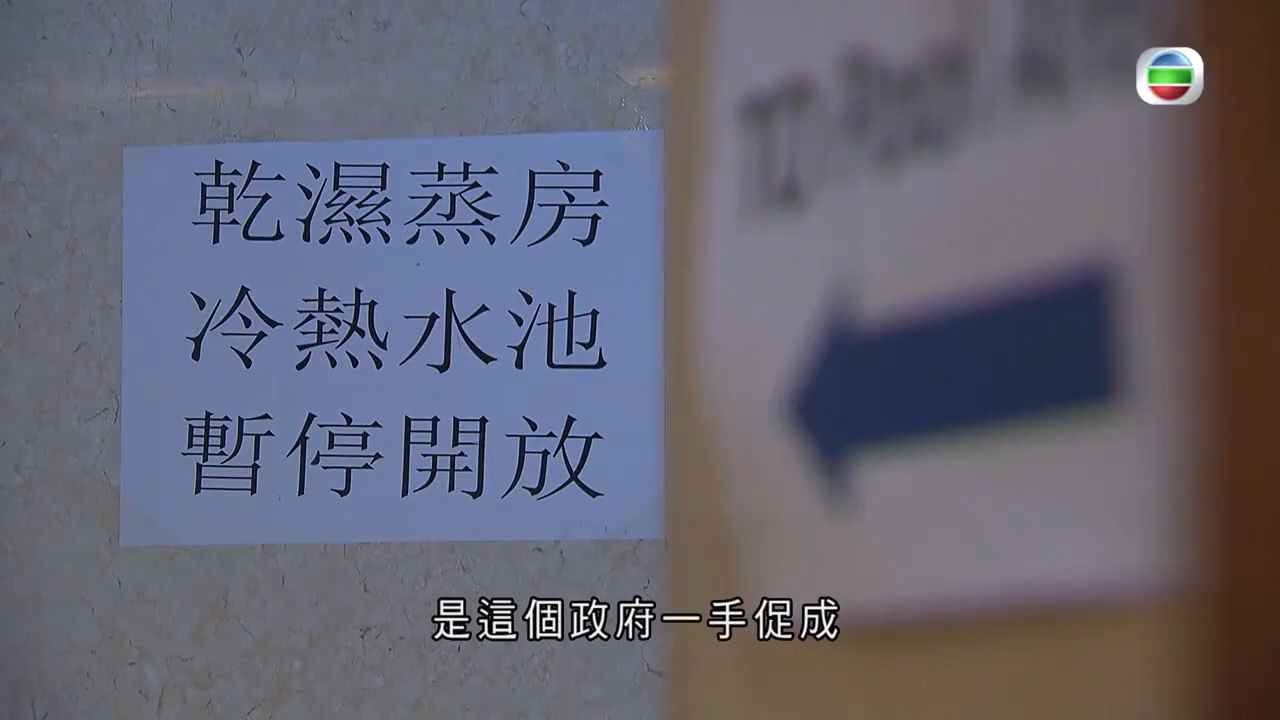 乾濕蒸房
冷熱水池
暫停開放
是這個政府一手促成